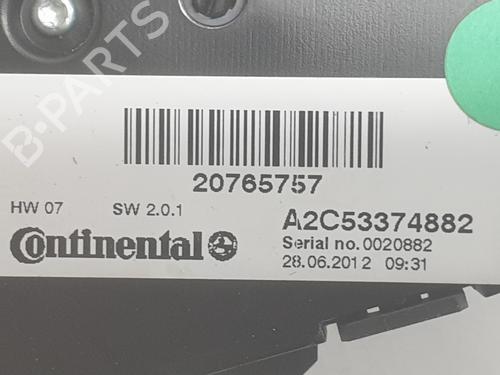 B-PARTS
20765757
HW 07 SW 2.0.1
A2C53374882
Continental
Serial no.0020882
28.06.2012 09:31